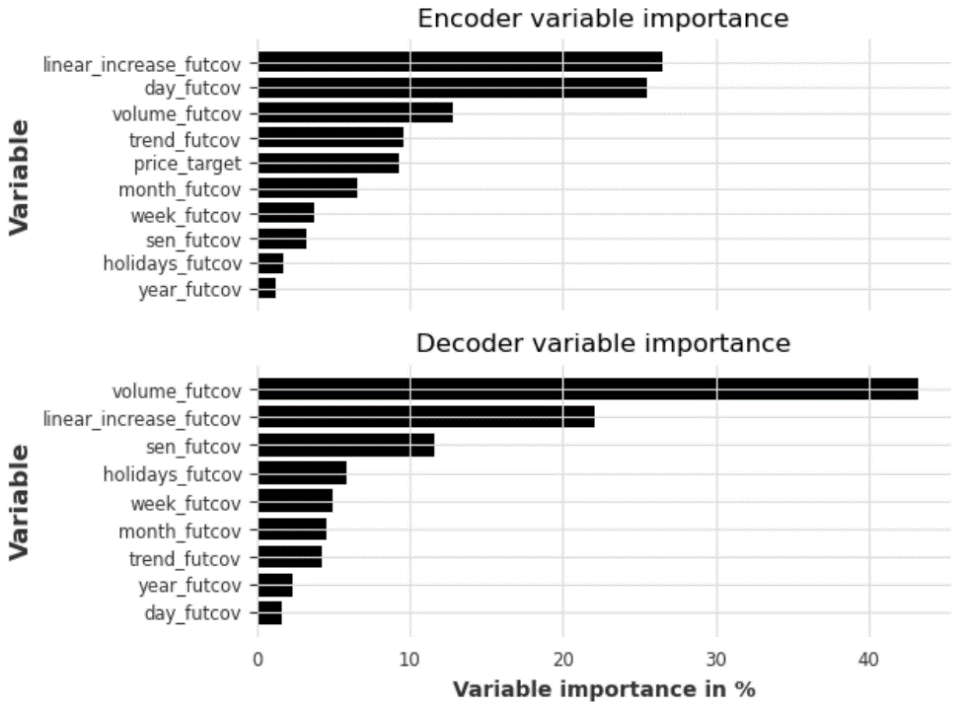 Encoder variable importance
Variable
linear_increase_futcov
day_futcov
volume_futcov
trend_futcov
price_target
month_futcov
week_futcov
sen_futcov
holidays_futcov
year_futcov
Decoder variable importance
Variable
volume_futcov
linear_increase_futcov
sen_futcov
holidays_futcov
week_futcov
month_futcov
trend_futcov
year_futcov
day_futcov
0 10 20 30 40
Variable importance in %